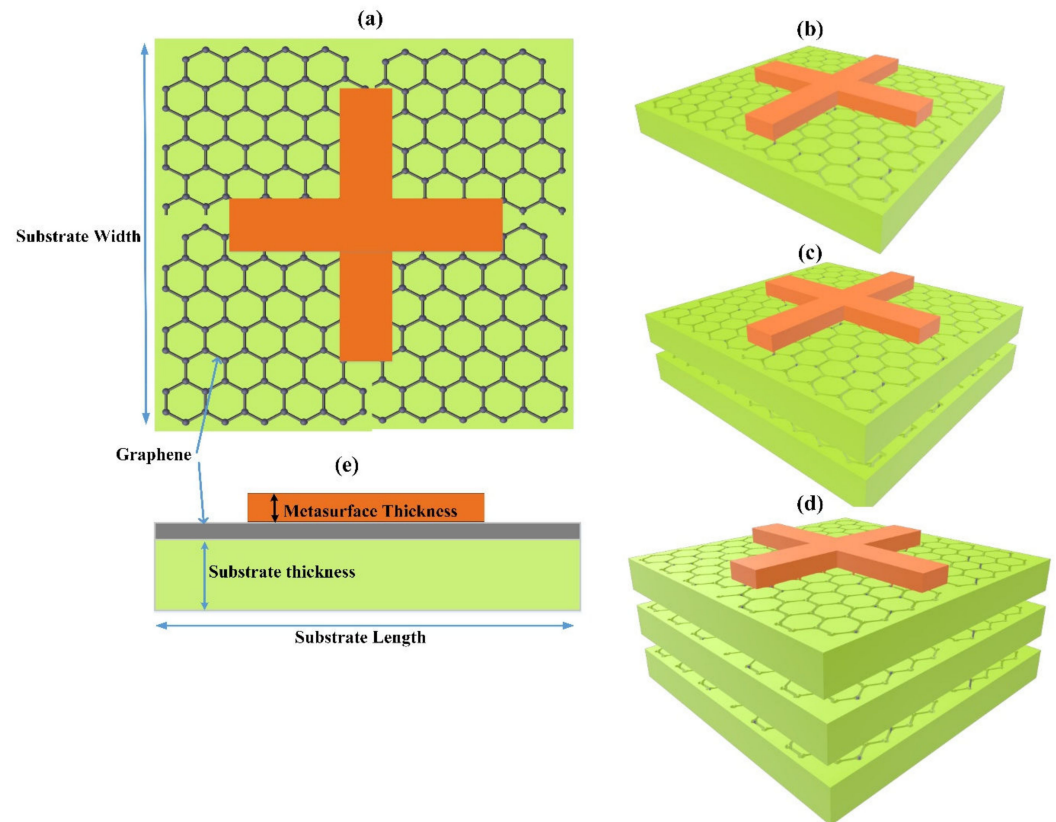 (a)
(b)
Substrate Width
(c)
Graphene
(e)
Metasurface Thickness
(d)
Substrate thickness
Substrate Length